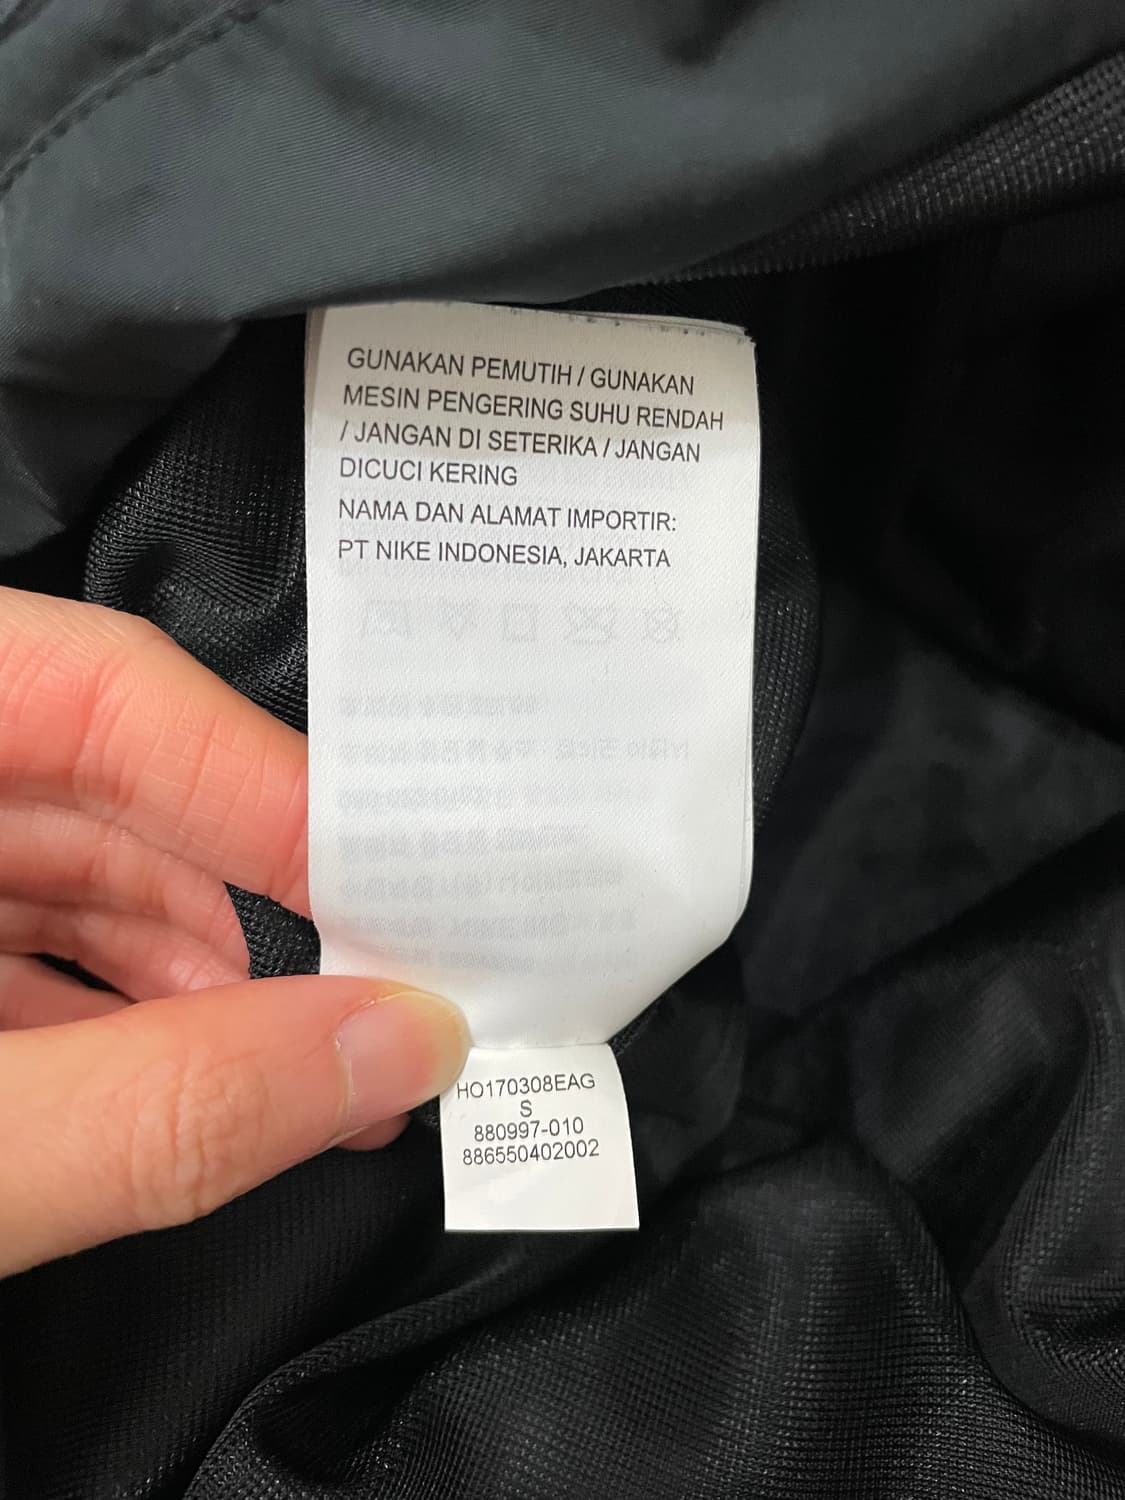 GUNAKAN PEMUTIH / GUNAKAN
MESIN PENGERING SUHU RENDAH
/ JANGAN DI SETERIKA / JANGAN
DICUCI KERING
NAMA DAN ALAMAT IMPORTIR:
PT NIKE INDONESIA, JAKARTA
HO170308EAG
S
880997-010
886550402002